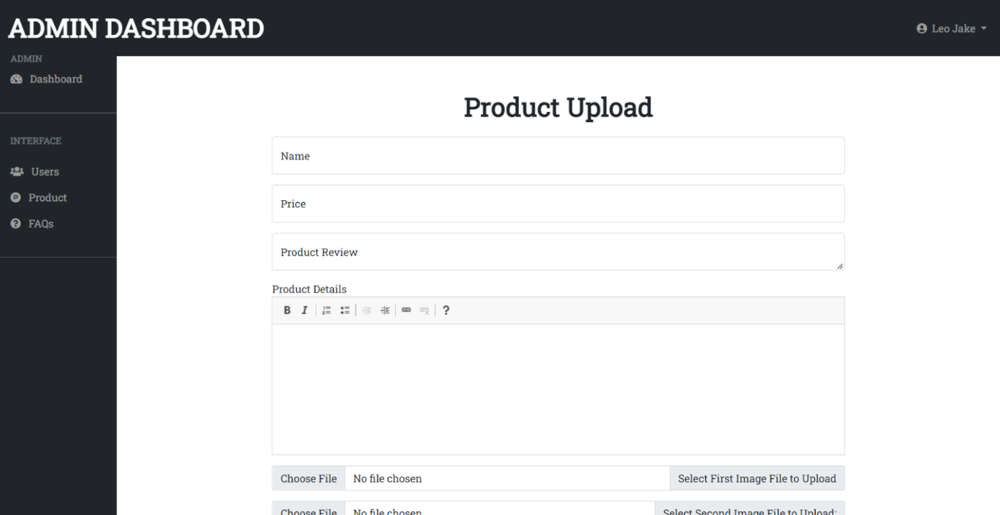 ADMIN DASHBOARD
Leo Jake
ADMIN
Dashboard
INTERFACE
Users
Product
FAQs
Product Upload
Name
Price
Product Review
Product Details
B I ?
Choose File No file chosen Select First Image File to Upload
Choose File No file chosen Select Second Image File to Upload: